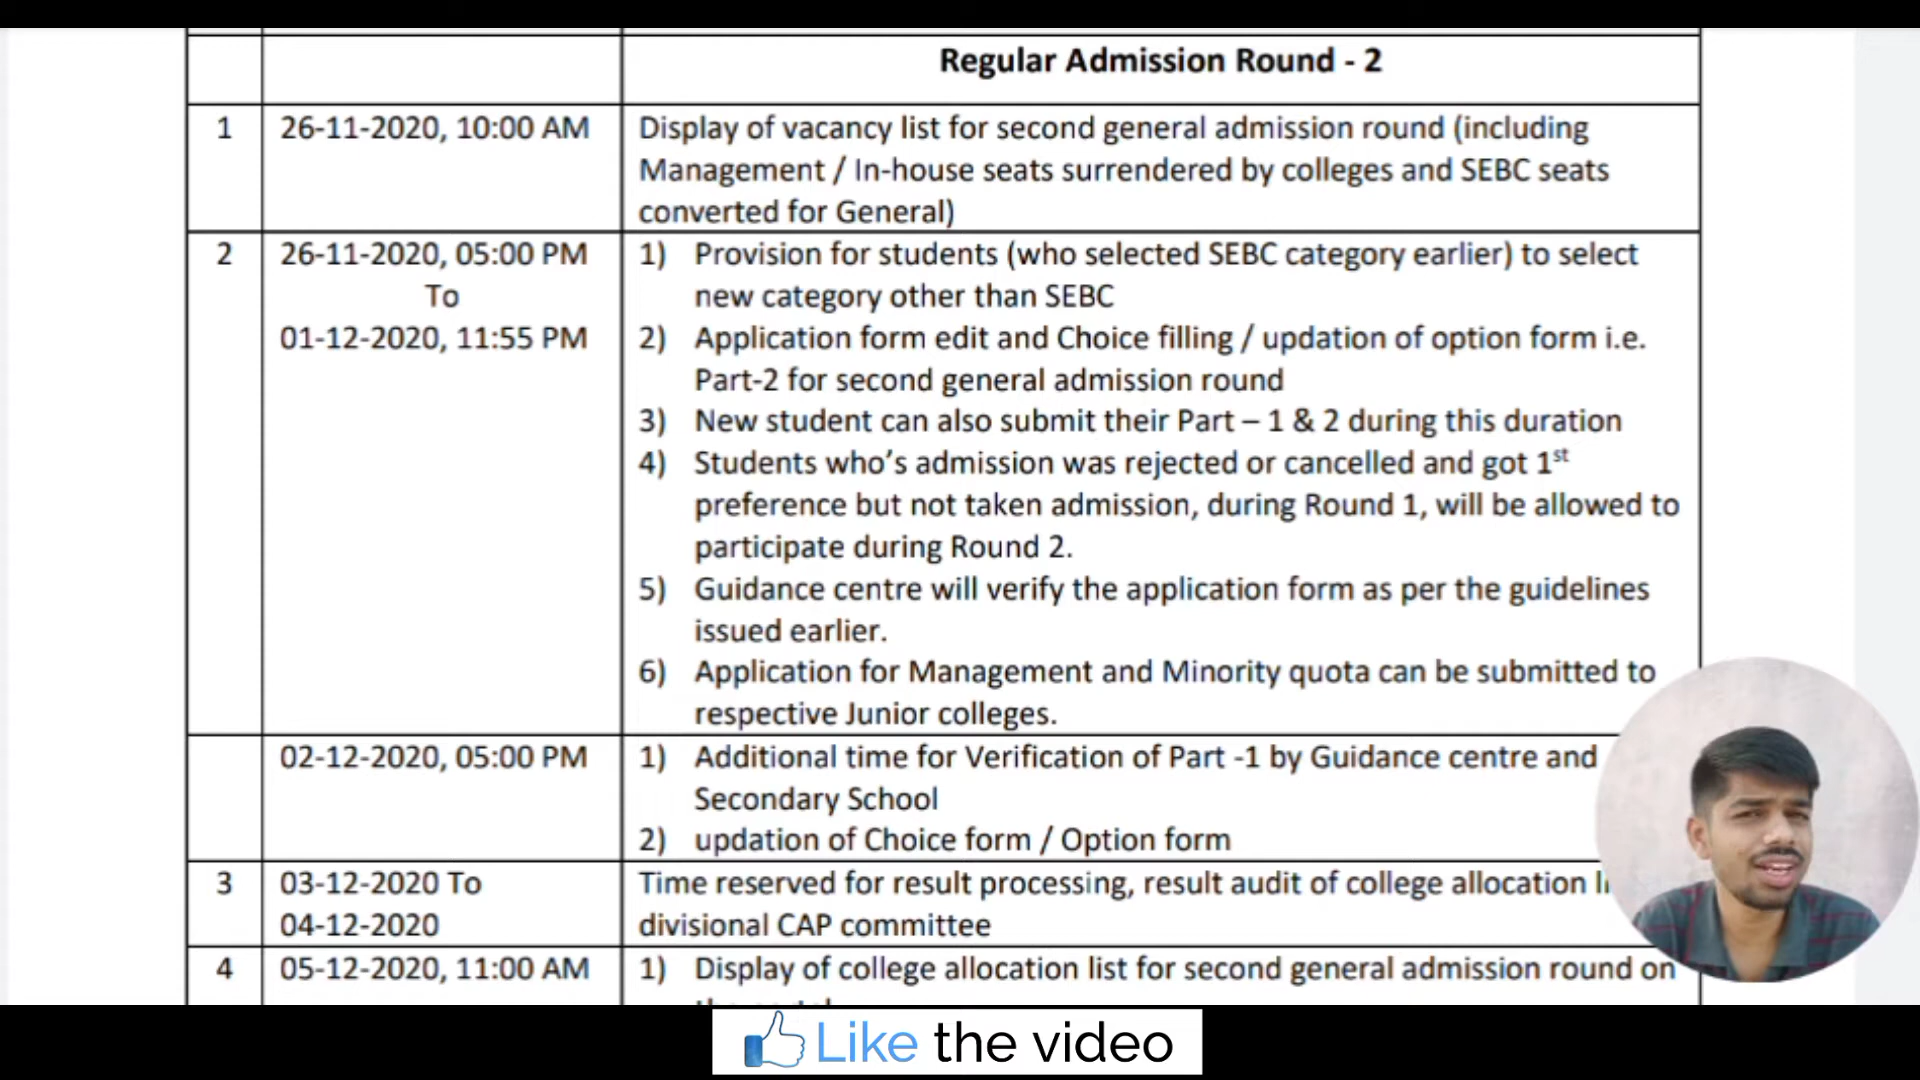 Regular Admission Round - 2
1
26-11-2020, 10:00 AM
Display of vacancy list for second general admission round (including
Management / In-house seats surrendered by colleges and SEBC seats
converted for General)
2
26-11-2020, 05:00 PM
To
01-12-2020, 11:55 PM
1) Provision for students (who selected SEBC category earlier) to select
new category other than SEBC
2) Application form edit and Choice filling / updation of option form i.e.
Part-2 for second general admission round
3) New student can also submit their Part – 1 & 2 during this duration
4) Students who’s admission was rejected or cancelled and got 1st
preference but not taken admission, during Round 1, will be allowed to
participate during Round 2.
5) Guidance centre will verify the application form as per the guidelines
issued earlier.
6) Application for Management and Minority quota can be submitted to
respective Junior colleges.
02-12-2020, 05:00 PM
1) Additional time for Verification of Part -1 by Guidance centre and
Secondary School
2) updation of Choice form / Option form
3
03-12-2020 To
04-12-2020
Time reserved for result processing, result audit of college allocation
divisional CAP committee
4
05-12-2020, 11:00 AM
1) Display of college allocation list for second general admission round on
Like the video